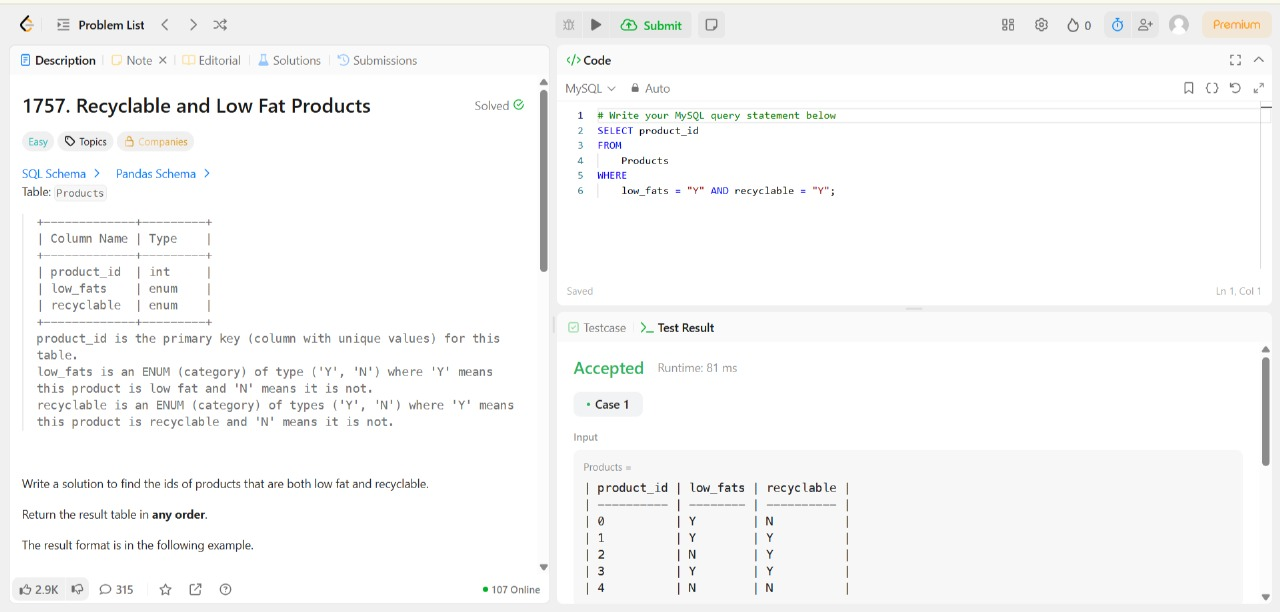 Problem List
Submit
0
Premium
Description
Note
Editorial
Solutions
Submissions
1757. Recyclable and Low Fat Products
Solved
Easy
Topics
Companies
SQL Schema
Pandas Schema
Table: Products
+-------------+---------+
| Column Name | Type    |
+-------------+---------+
| product_id  | int     |
| low_fats    | enum    |
| recyclable  | enum    |
+-------------+---------+
product_id is the primary key (column with unique values) for this
table.
low_fats is an ENUM (category) of type ('Y', 'N') where 'Y' means
this product is low fat and 'N' means it is not.
recyclable is an ENUM (category) of types ('Y', 'N') where 'Y' means
this product is recyclable and 'N' means it is not.
Write a solution to find the ids of products that are both low fat and recyclable.
Return the result table in any order.
The result format is in the following example.
2.9K
315
107 Online
</> Code
MySQL
Auto
1 # Write your MySQL query statement below
2 SELECT product_id
3 FROM
4 Products
5 WHERE
6 low_fats = "Y" AND recyclable = "Y";
Saved
Ln 1, Col 1
Testcase
>_ Test Result
Accepted
Runtime: 81 ms
• Case 1
Input
Products =
| product_id | low_fats | recyclable |
| ---------- | -------- | ---------- |
| 0          | Y        | N          |
| 1          | Y        | Y          |
| 2          | N        | Y          |
| 3          | Y        | Y          |
| 4          | N        | N          |